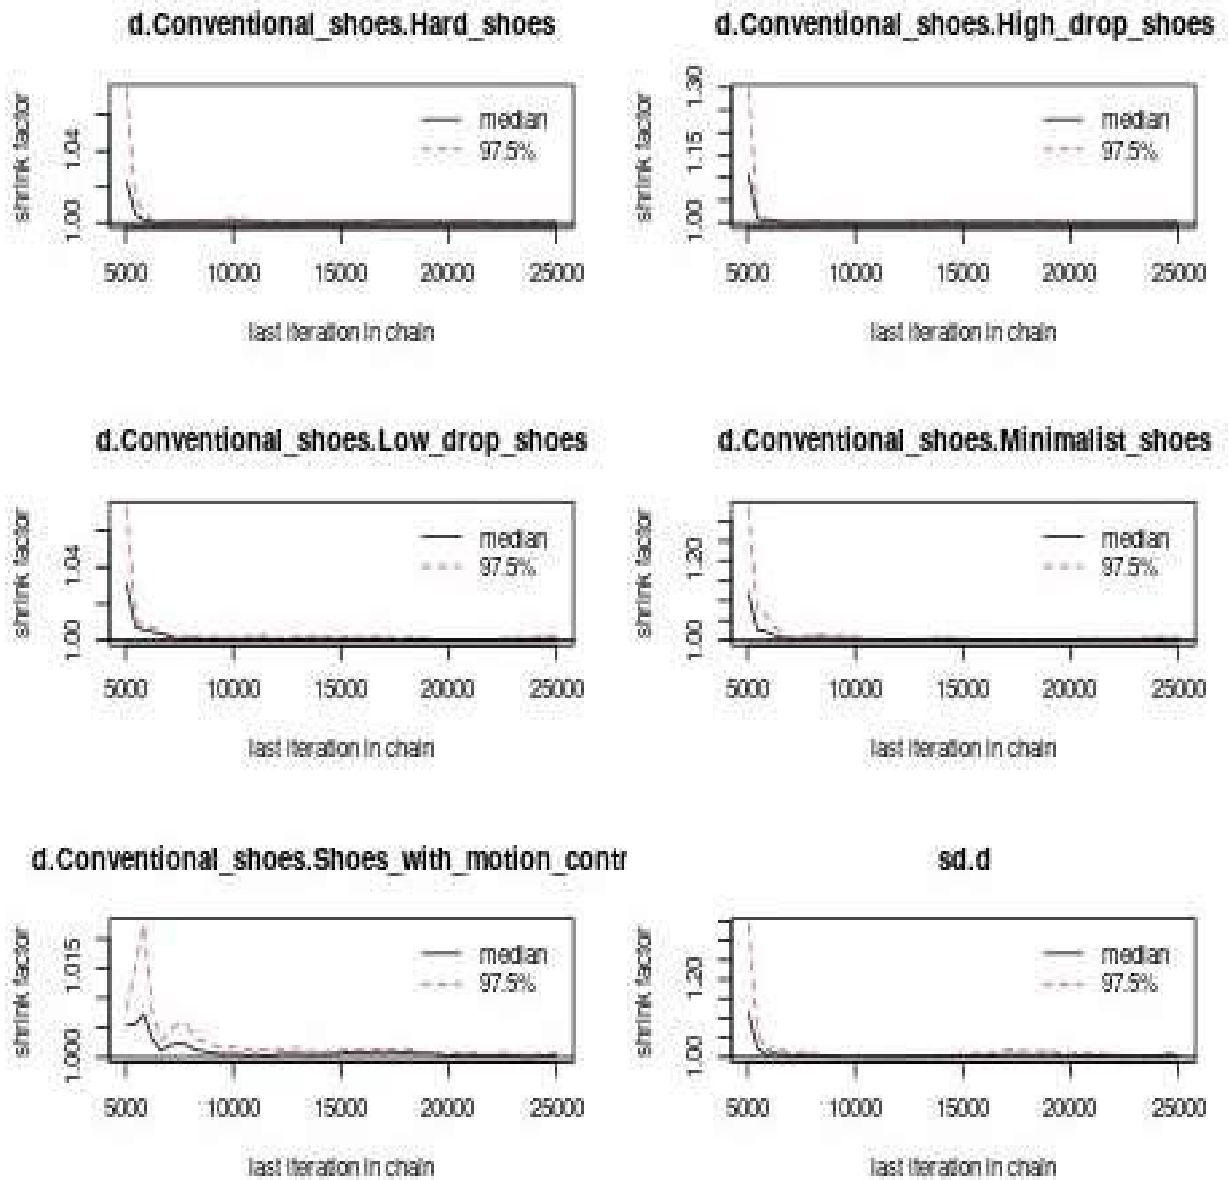 d.Conventional_shoes.Hard_shoes
shrink factor
1.00 1.04
median
97.5%
5000 10000 15000 20000 25000
last iteration in chain
d.Conventional_shoes.High_drop_shoes
shrink factor
1.00 1.15 1.30
median
97.5%
5000 10000 15000 20000 25000
last iteration in chain
d.Conventional_shoes.Low_drop_shoes
shrink factor
1.00 1.04
median
97.5%
5000 10000 15000 20000 25000
last iteration in chain
d.Conventional_shoes.Minimalist_shoes
shrink factor
1.00 1.20
median
97.5%
5000 10000 15000 20000 25000
last iteration in chain
d.Conventional_shoes.Shoes_with_motion_contr
shrink factor
1.000 1.015
median
97.5%
5000 10000 15000 20000 25000
last iteration in chain
sd.d
shrink factor
1.00 1.20
median
97.5%
5000 10000 15000 20000 25000
last iteration in chain